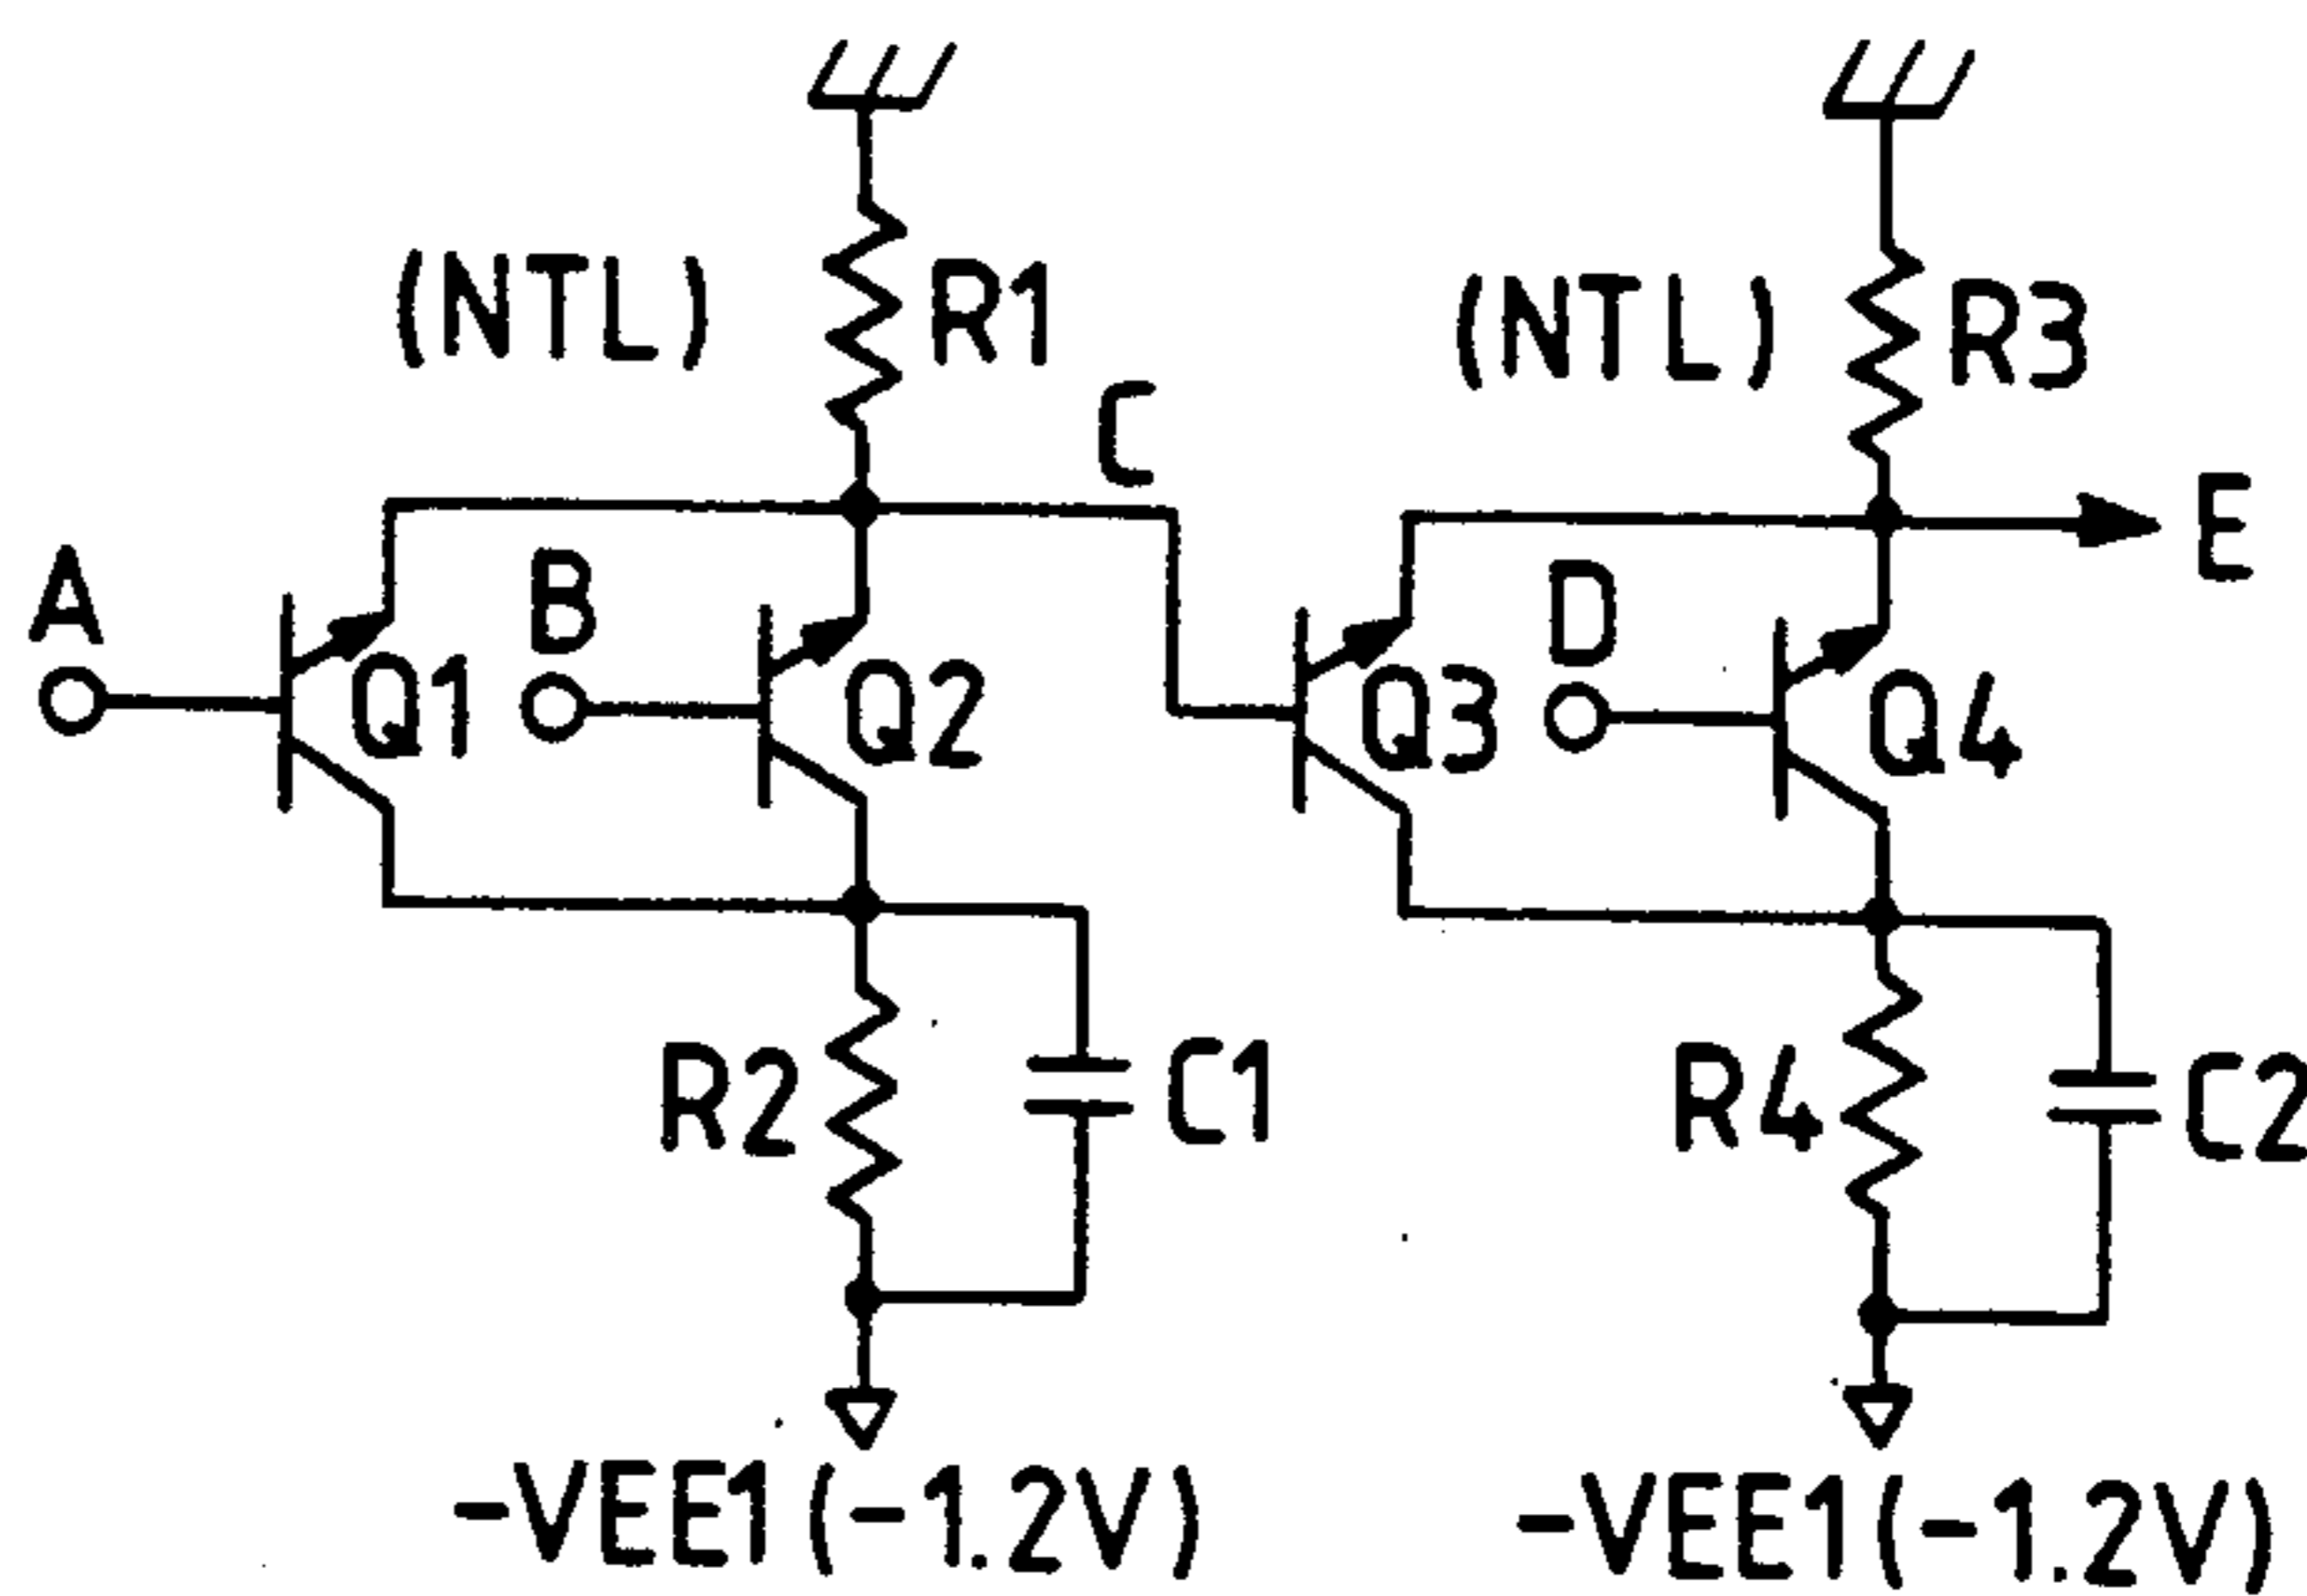 (NTL)
R1
(NTL)
R3
C
E
A
B
D
Q1
Q2
Q3
Q4
R2
C1
R4
C2
-VEE1(-1.2V)
-VEE1(-1.2V)